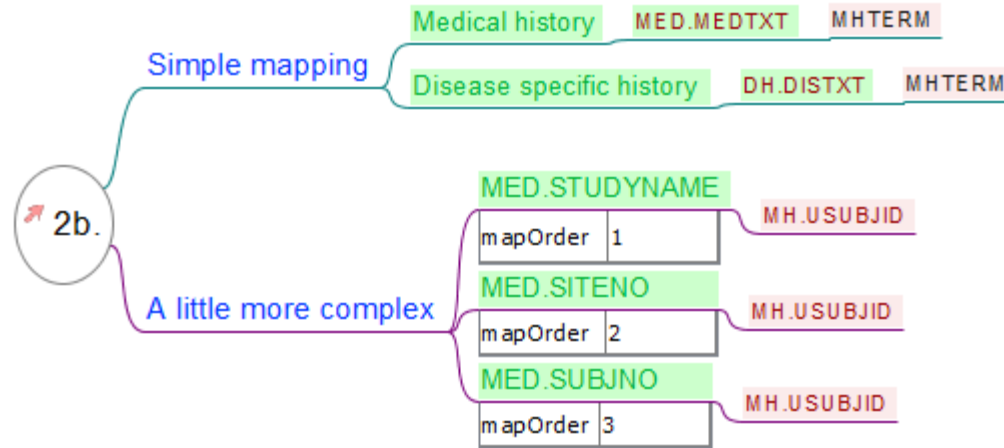 Medical history MED.MEDTXT MHTERM
Simple mapping
Disease specific history DH.DISTXT MHTERM
2b.
MED.STUDYNAME
MH.USUBJID
mapOrder 1
MED.SITENO
A little more complex
MH.USUBJID
mapOrder 2
MED.SUBJNO
MH.USUBJID
mapOrder 3